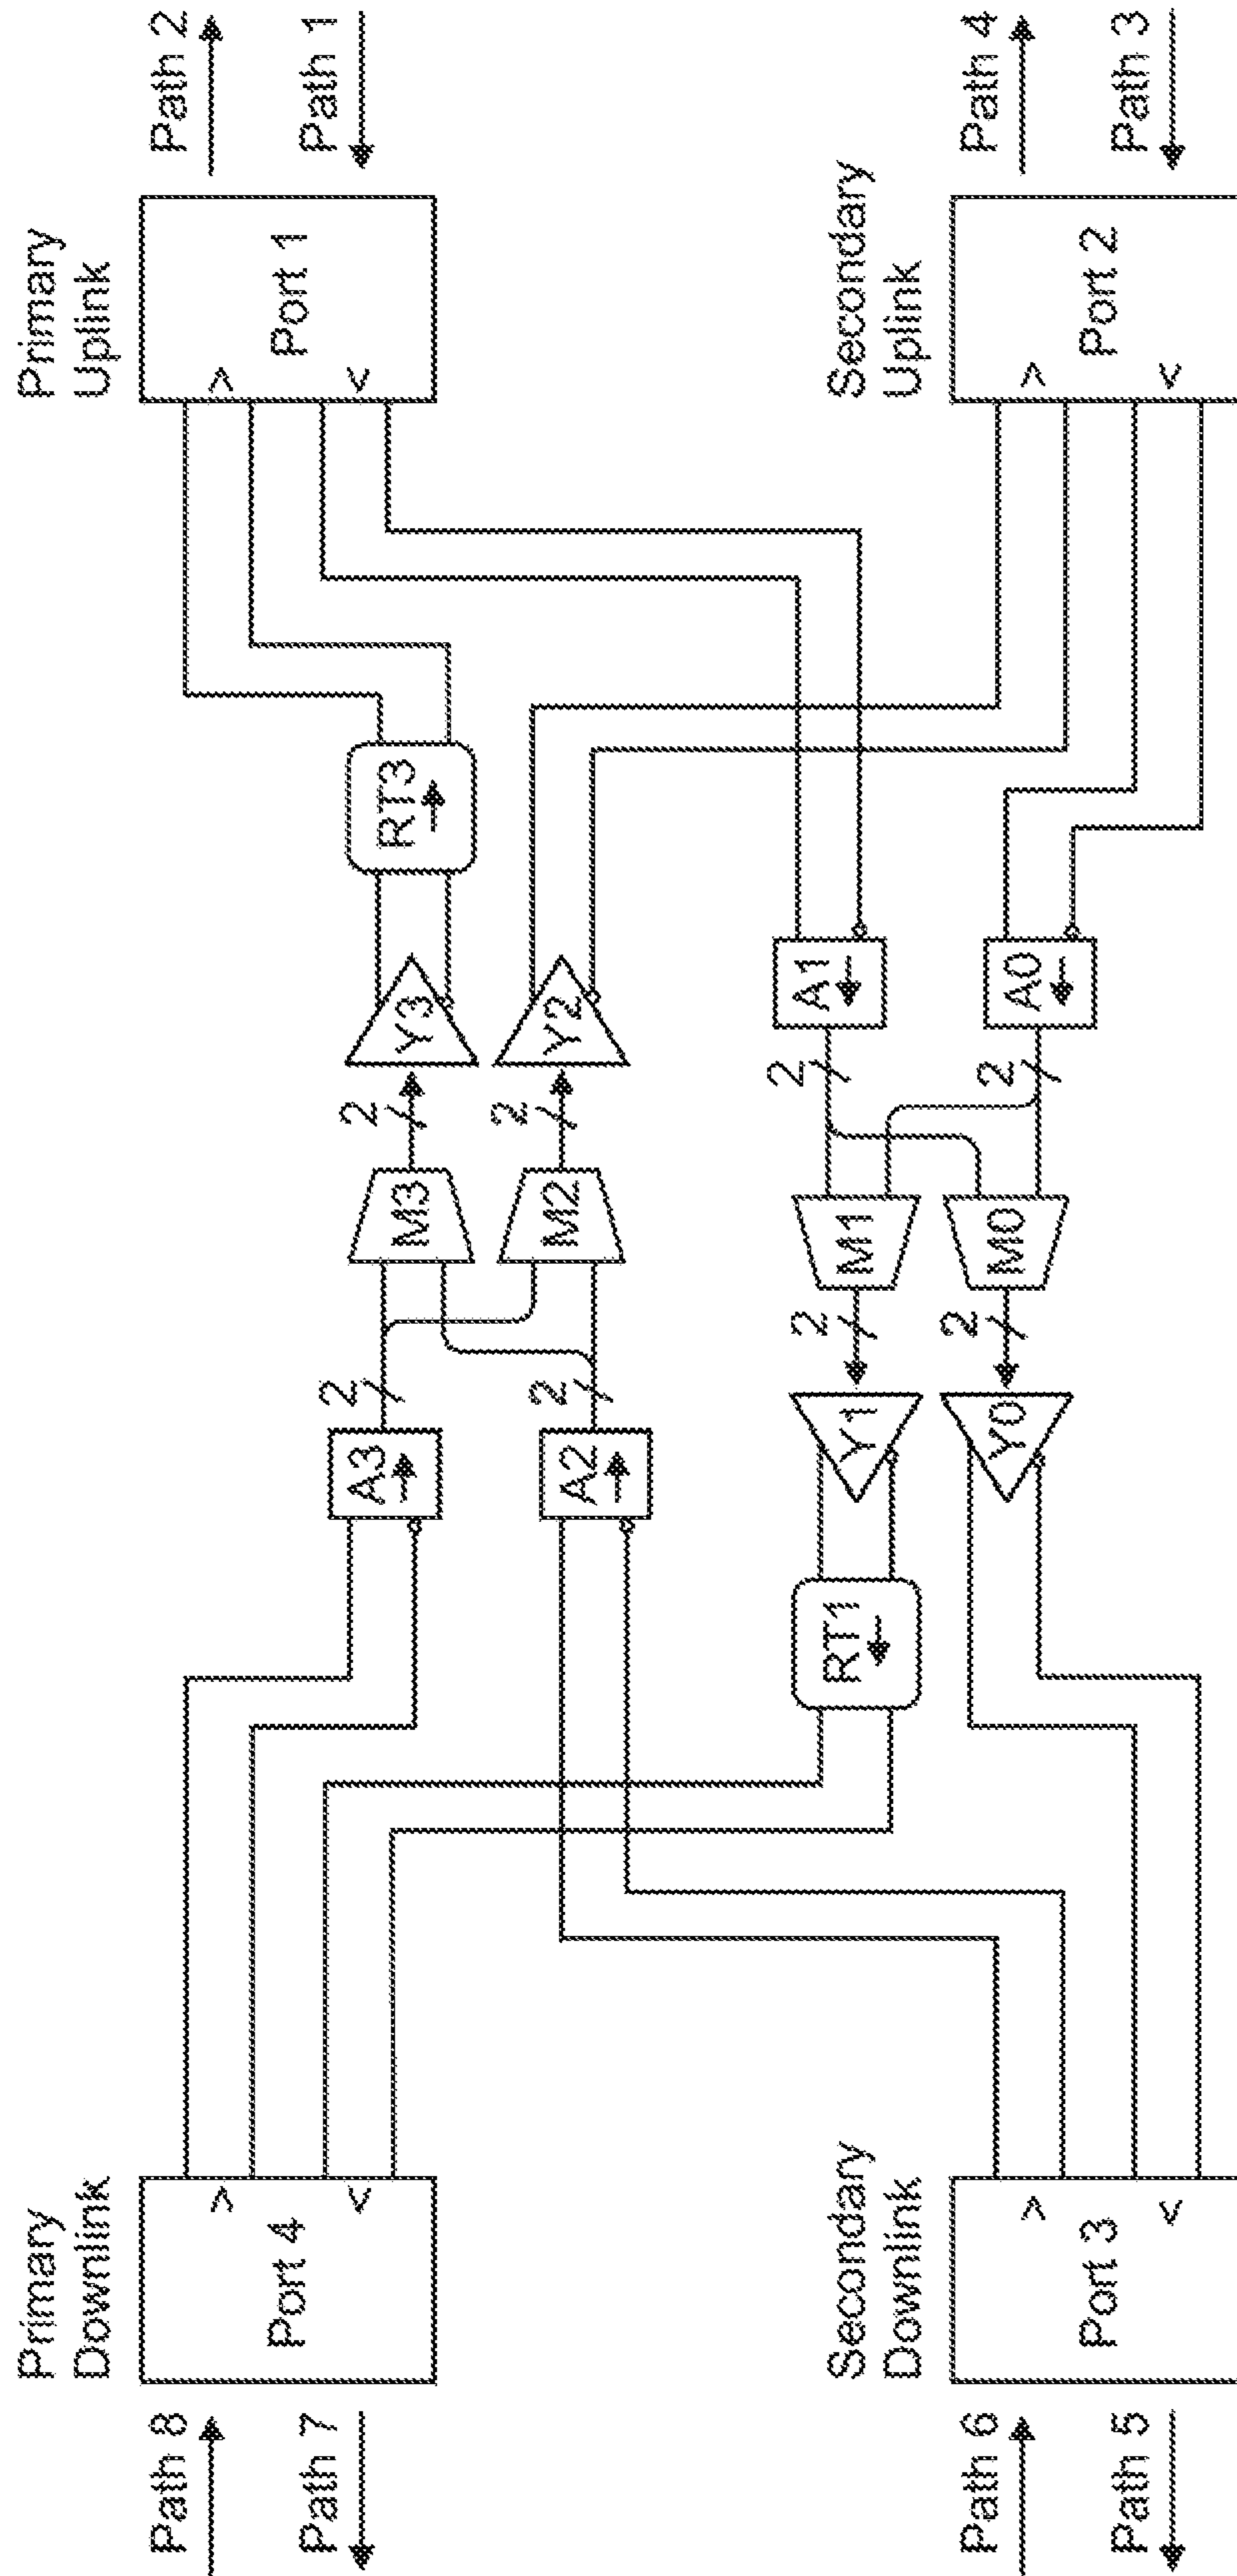 Primary
Downlink
Primary
Uplink
Path 8
Path 7
Port 4
>
<
Port 1
>
<
Path 2
Path 1
A3
2
M3
2
Y3
RT3
A2
2
M2
2
Y2
RT1
Y1
2
M1
2
A1
Y0
2
M0
2
A0
Secondary
Downlink
Secondary
Uplink
Path 6
Path 5
Port 3
>
<
Port 2
>
<
Path 4
Path 3